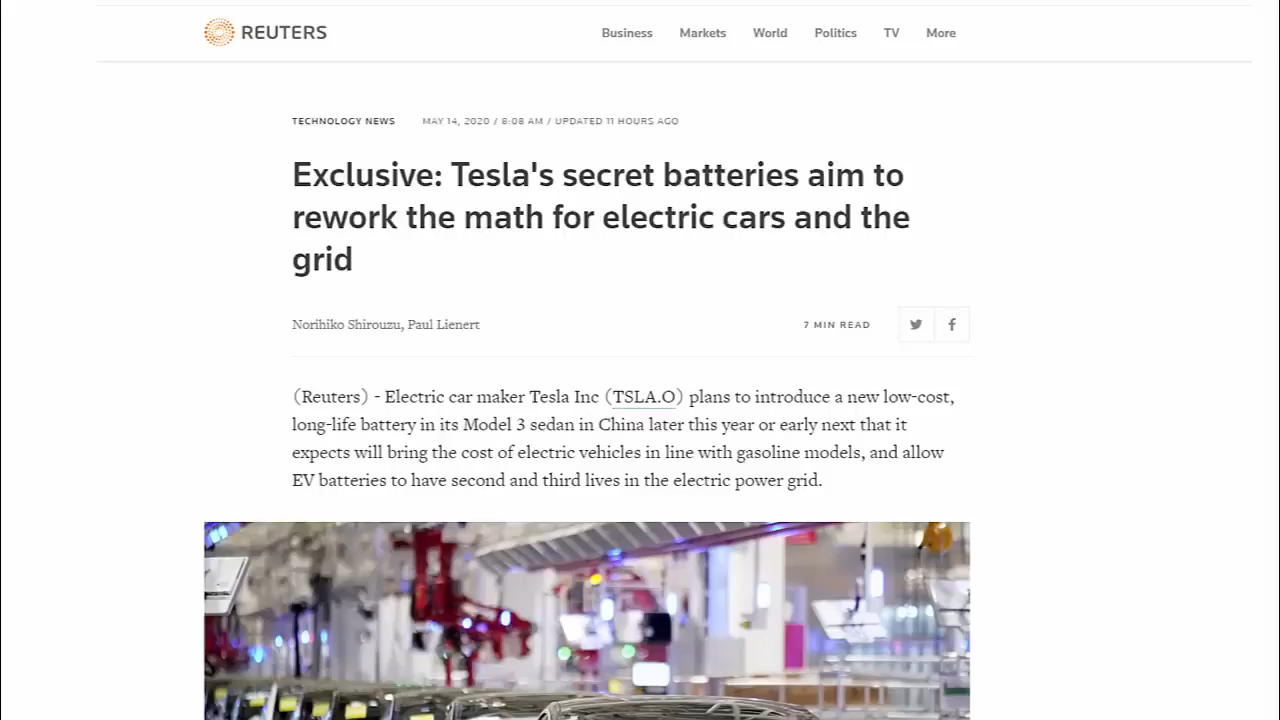 REUTERS
Business Markets World Politics TV More
TECHNOLOGY NEWS MAY 14, 2020 / 8:08 AM / UPDATED 11 HOURS AGO
Exclusive: Tesla's secret batteries aim to
rework the math for electric cars and the
grid
Norihiko Shirouzu, Paul Lienert
7 MIN READ
(Reuters) - Electric car maker Tesla Inc (TSLA.O) plans to introduce a new low-cost,
long-life battery in its Model 3 sedan in China later this year or early next that it
expects will bring the cost of electric vehicles in line with gasoline models, and allow
EV batteries to have second and third lives in the electric power grid.